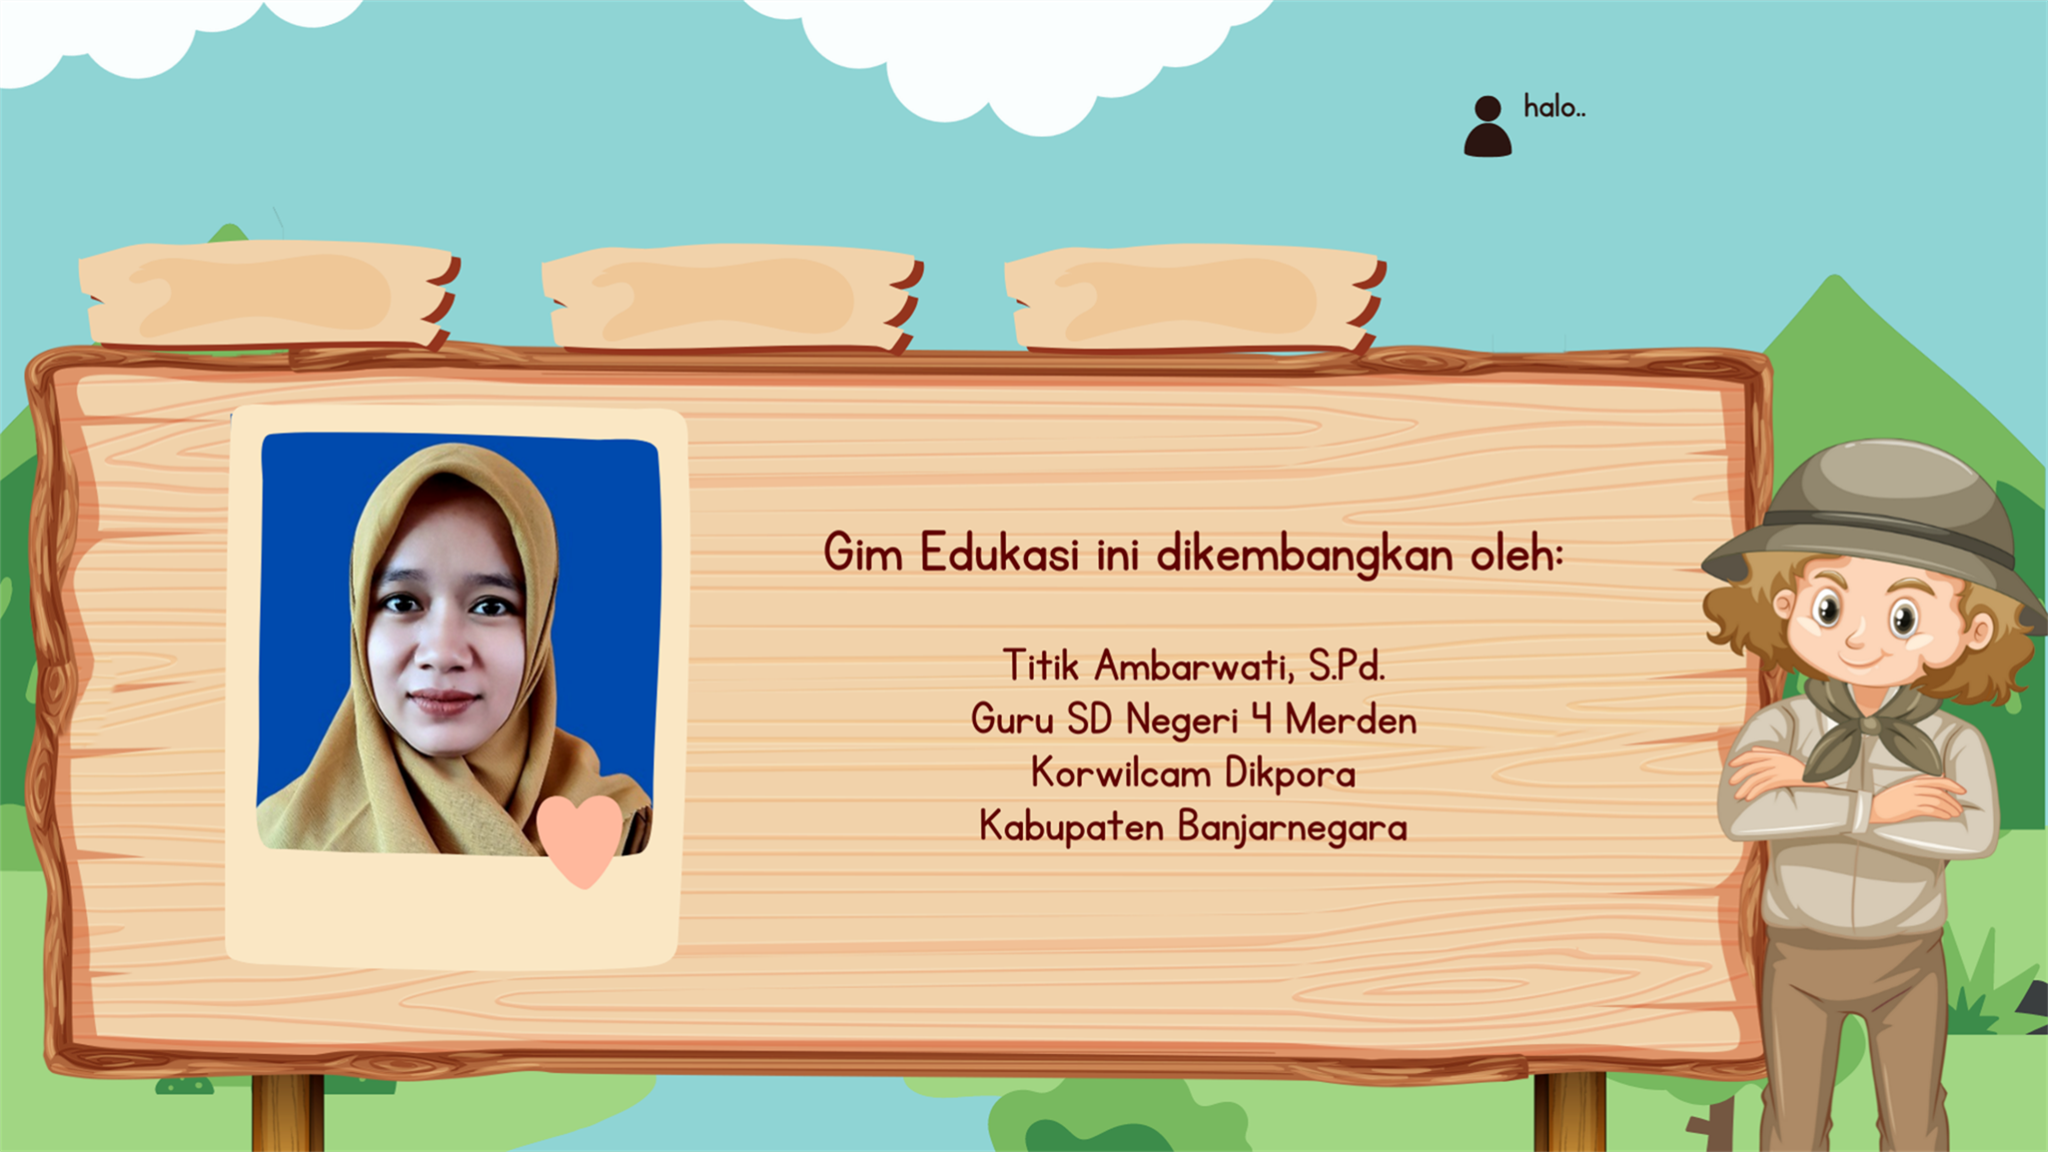 halo..
Gim Edukasi ini dikembangkan oleh:
Titik Ambarwati, S.Pd.
Guru SD Negeri 4 Merden
Korwilcam Dikpora
Kabupaten Banjarnegara